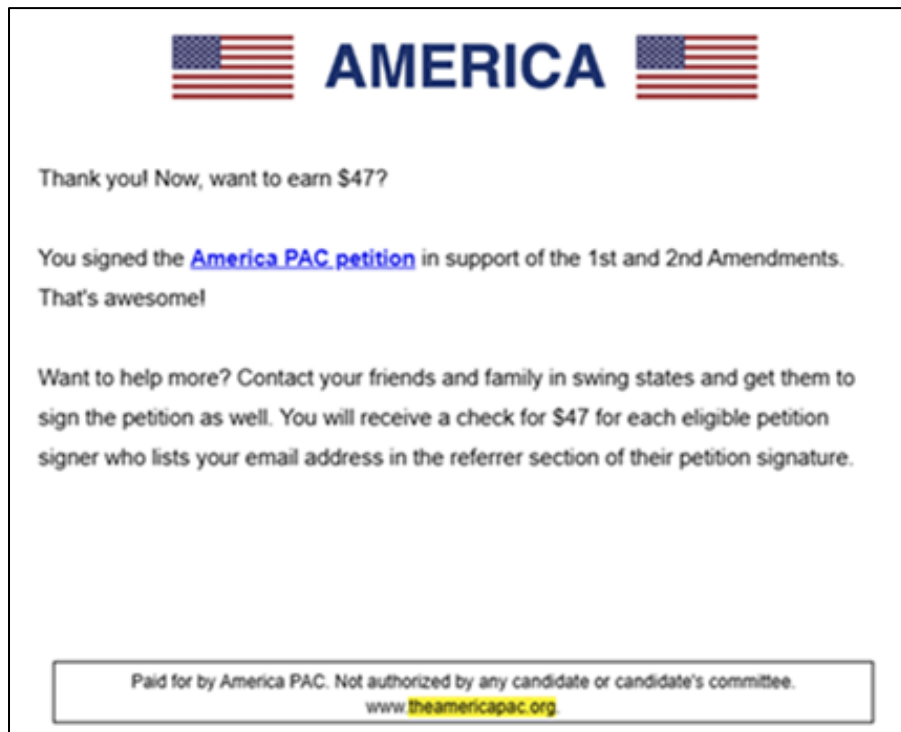 AMERICA
Thank you! Now, want to earn $47?
You signed the America PAC petition in support of the 1st and 2nd Amendments.
That's awesome!
Want to help more? Contact your friends and family in swing states and get them to
sign the petition as well. You will receive a check for $47 for each eligible petition
signer who lists your email address in the referrer section of their petition signature.
Paid for by America PAC. Not authorized by any candidate or candidate's committee.
www.theamericapac.org.